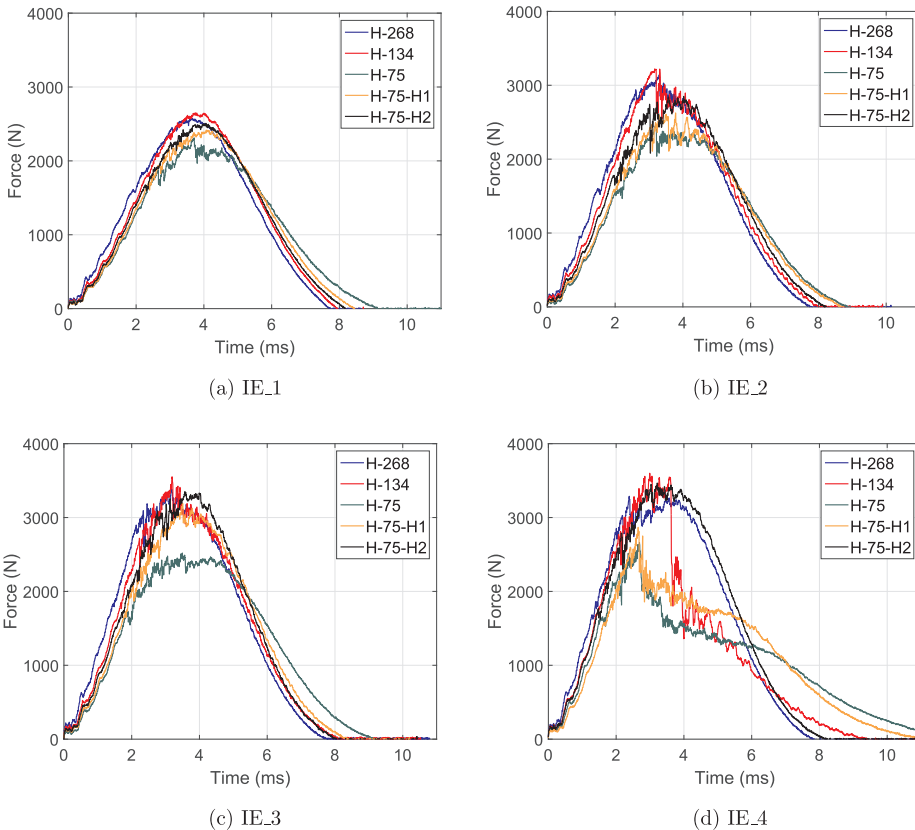 4000
3000
2000
1000
0
Force (N)
0 2 4 6 8 10
Time (ms)
H-268
H-134
H-75
H-75-H1
H-75-H2
(a) IE_1
4000
3000
2000
1000
0
Force (N)
0 2 4 6 8 10
Time (ms)
H-268
H-134
H-75
H-75-H1
H-75-H2
(b) IE_2
4000
3000
2000
1000
0
Force (N)
0 2 4 6 8 10
Time (ms)
H-268
H-134
H-75
H-75-H1
H-75-H2
(c) IE_3
4000
3000
2000
1000
0
Force (N)
0 2 4 6 8 10
Time (ms)
H-268
H-134
H-75
H-75-H1
H-75-H2
(d) IE_4